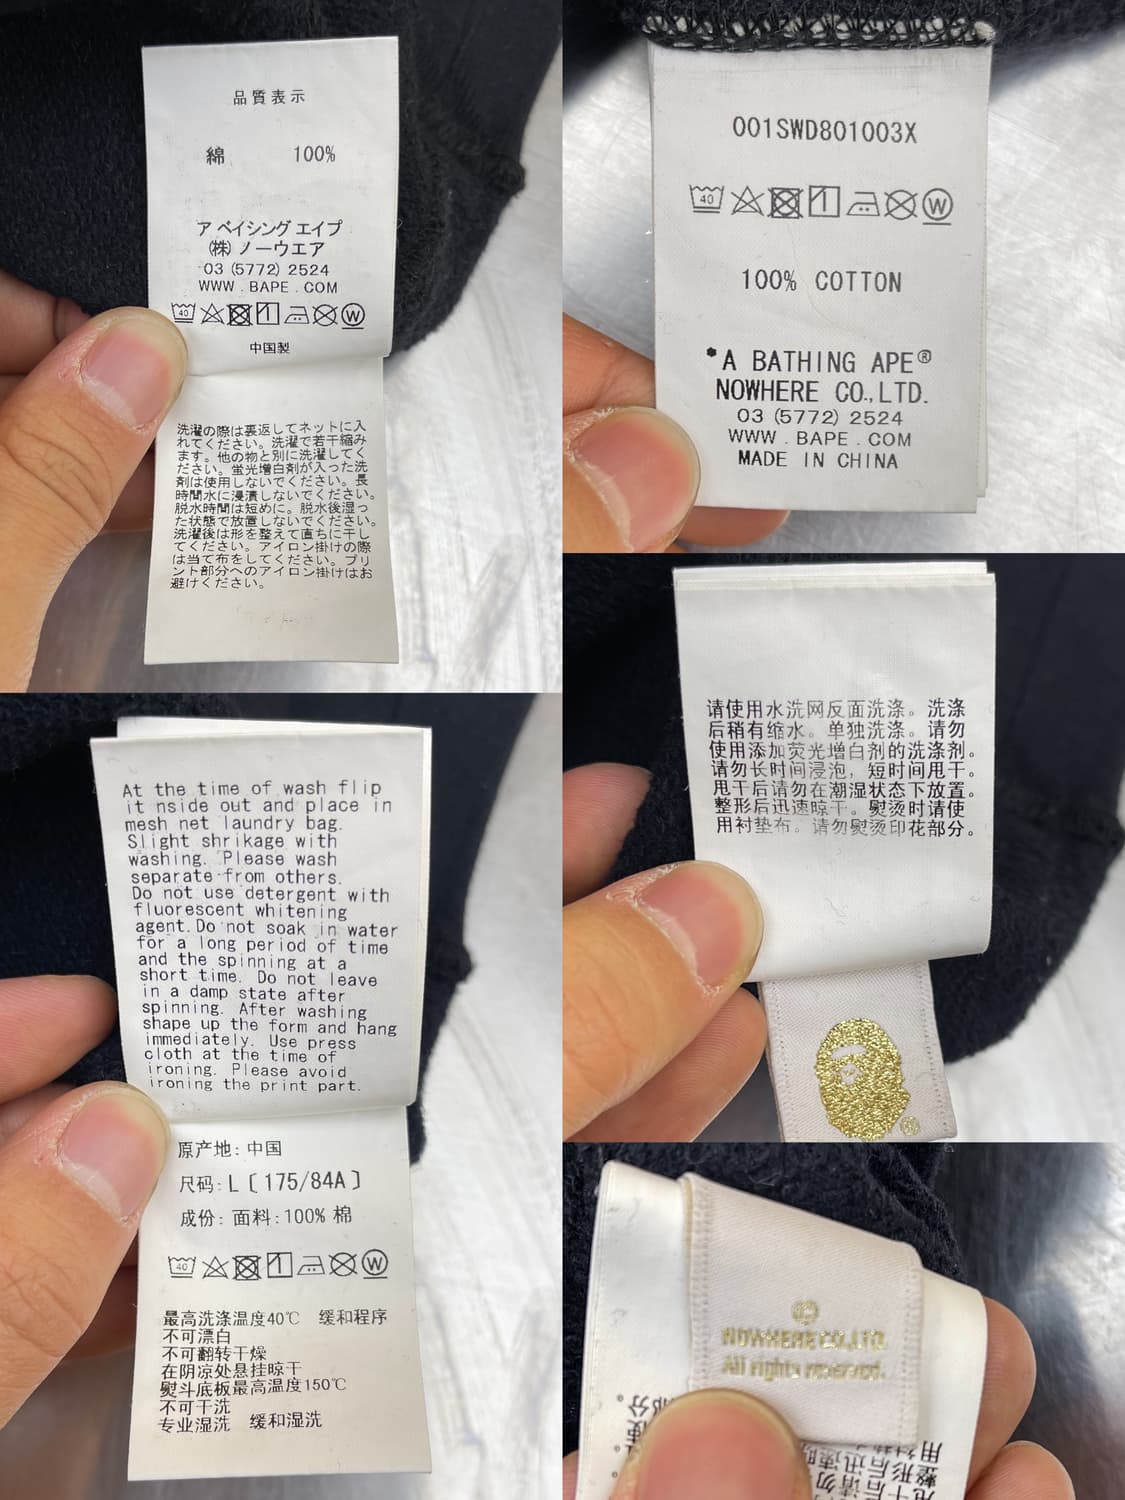 品質表示
綿 100%
ア ベイシング エイプ
㈱ ノーウエア
03 (5772) 2524
WWW . BAPE . COM
40
W
中国製
洗濯の際は裏返してネットに入
れてください。洗濯で若干縮み
ます。他の物と別に洗濯してく
ださい。蛍光増白剤が入った洗
剤は使用しないでください。長
時間水に浸漬しないでください。
脱水時間は短めに。脱水後湿っ
た状態で放置しないでください。
洗濯後は形を整えて直ちに干し
てください。アイロン掛けの際
は当て布をしてください。プリ
ント部分へのアイロン掛けはお
避けください。
001SWD801003X
40
W
100% COTTON
*A BATHING APE®
NOWHERE CO.,LTD.
03 (5772) 2524
WWW . BAPE . COM
MADE IN CHINA
At the time of wash flip
it nside out and place in
mesh net laundry bag.
Slight shrikage with
washing. Please wash
separate from others.
Do not use detergent with
fluorescent whitening
agent.Do not soak in water
for a long period of time
and the spinning at a
short time. Do not leave
in a damp state after
spinning. After washing
shape up the form and hang
immediately. Use press
cloth at the time of
ironing. Please avoid
ironing the print part.
原产地: 中国
尺码: L〔175/84A〕
成份: 面料:100% 棉
40
W
最高洗涤温度40℃ 缓和程序
不可漂白
不可翻转干燥
在阴凉处悬挂晾干
熨斗底板最高温度150℃
不可干洗
专业湿洗 缓和湿洗
请使用水洗网反面洗涤。洗涤
后稍有缩水。单独洗涤。请勿
使用添加荧光增白剂的洗涤剂。
请勿长时间浸泡，短时间甩干。
甩干后请勿在潮湿状态下放置。
整形后迅速晾干。熨烫时请使
用衬垫布。请勿熨烫印花部分。
®
©
NOWHERE CO.,LTD.
All rights reserved.